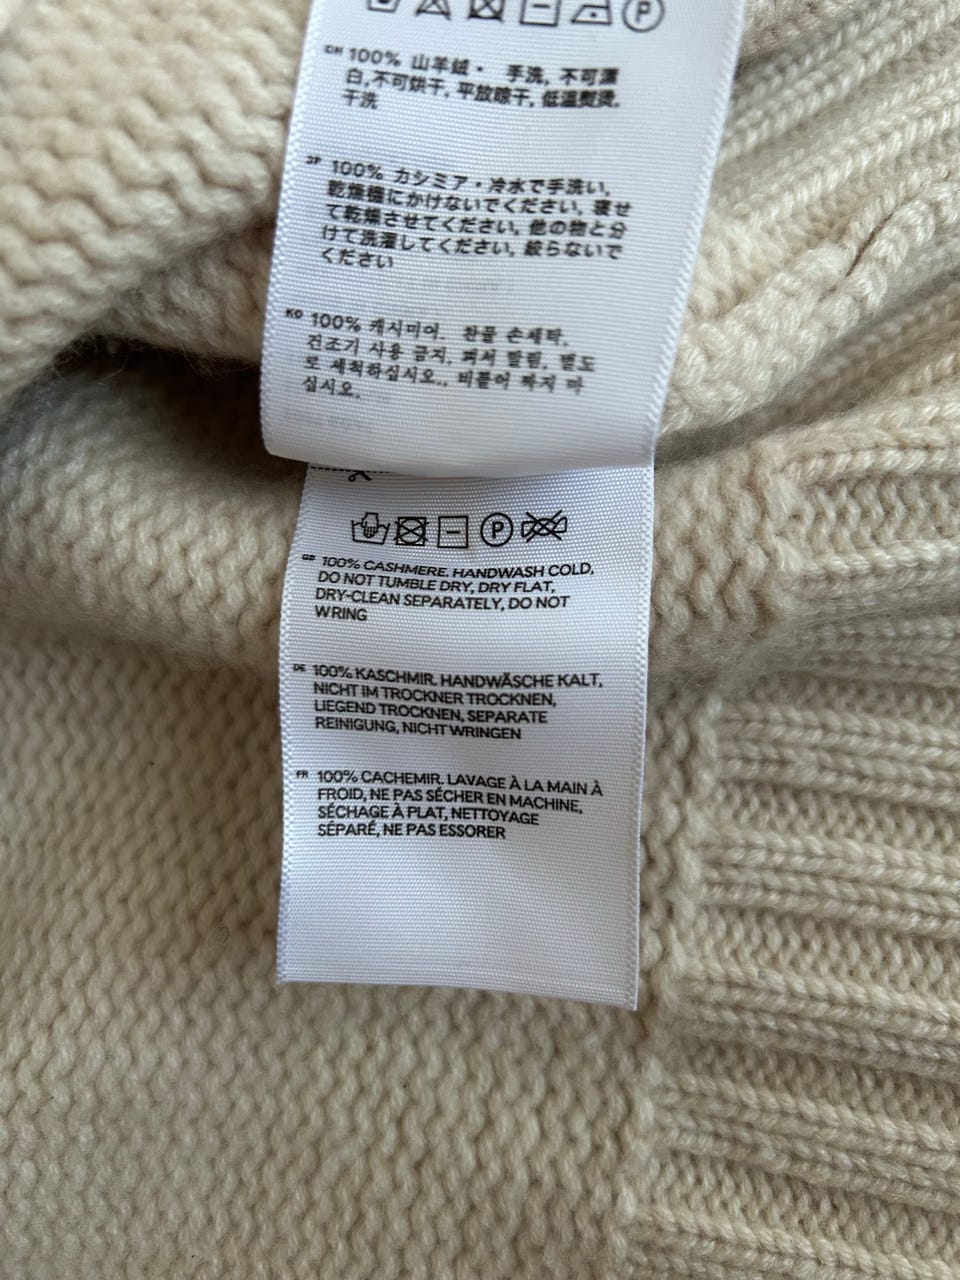 CH 100% 山羊绒· 手洗, 不可漂
白,不可烘干, 平放晾干, 低温熨烫,
干洗
JP 100% カシミア・冷水で手洗い,
乾燥機にかけないでください, 寝せ
て乾燥させてください, 他の物と分
けて洗濯してください, 絞らないで
ください
KO 100% 캐시미어, 찬물 손세탁,
건조기 사용 금지, 펴서 말림, 별도
로 세척하십시오., 비틀어 짜지 마
십시오.
P
P
GB 100% CASHMERE. HANDWASH COLD,
DO NOT TUMBLE DRY, DRY FLAT,
DRY-CLEAN SEPARATELY, DO NOT
WRING
DE 100% KASCHMIR. HANDWÄSCHE KALT,
NICHT IM TROCKNER TROCKNEN,
LIEGEND TROCKNEN, SEPARATE
REINIGUNG, NICHT WRINGEN
FR 100% CACHEMIR. LAVAGE À LA MAIN À
FROID, NE PAS SÉCHER EN MACHINE,
SÉCHAGE À PLAT, NETTOYAGE
SÉPARÉ, NE PAS ESSORER